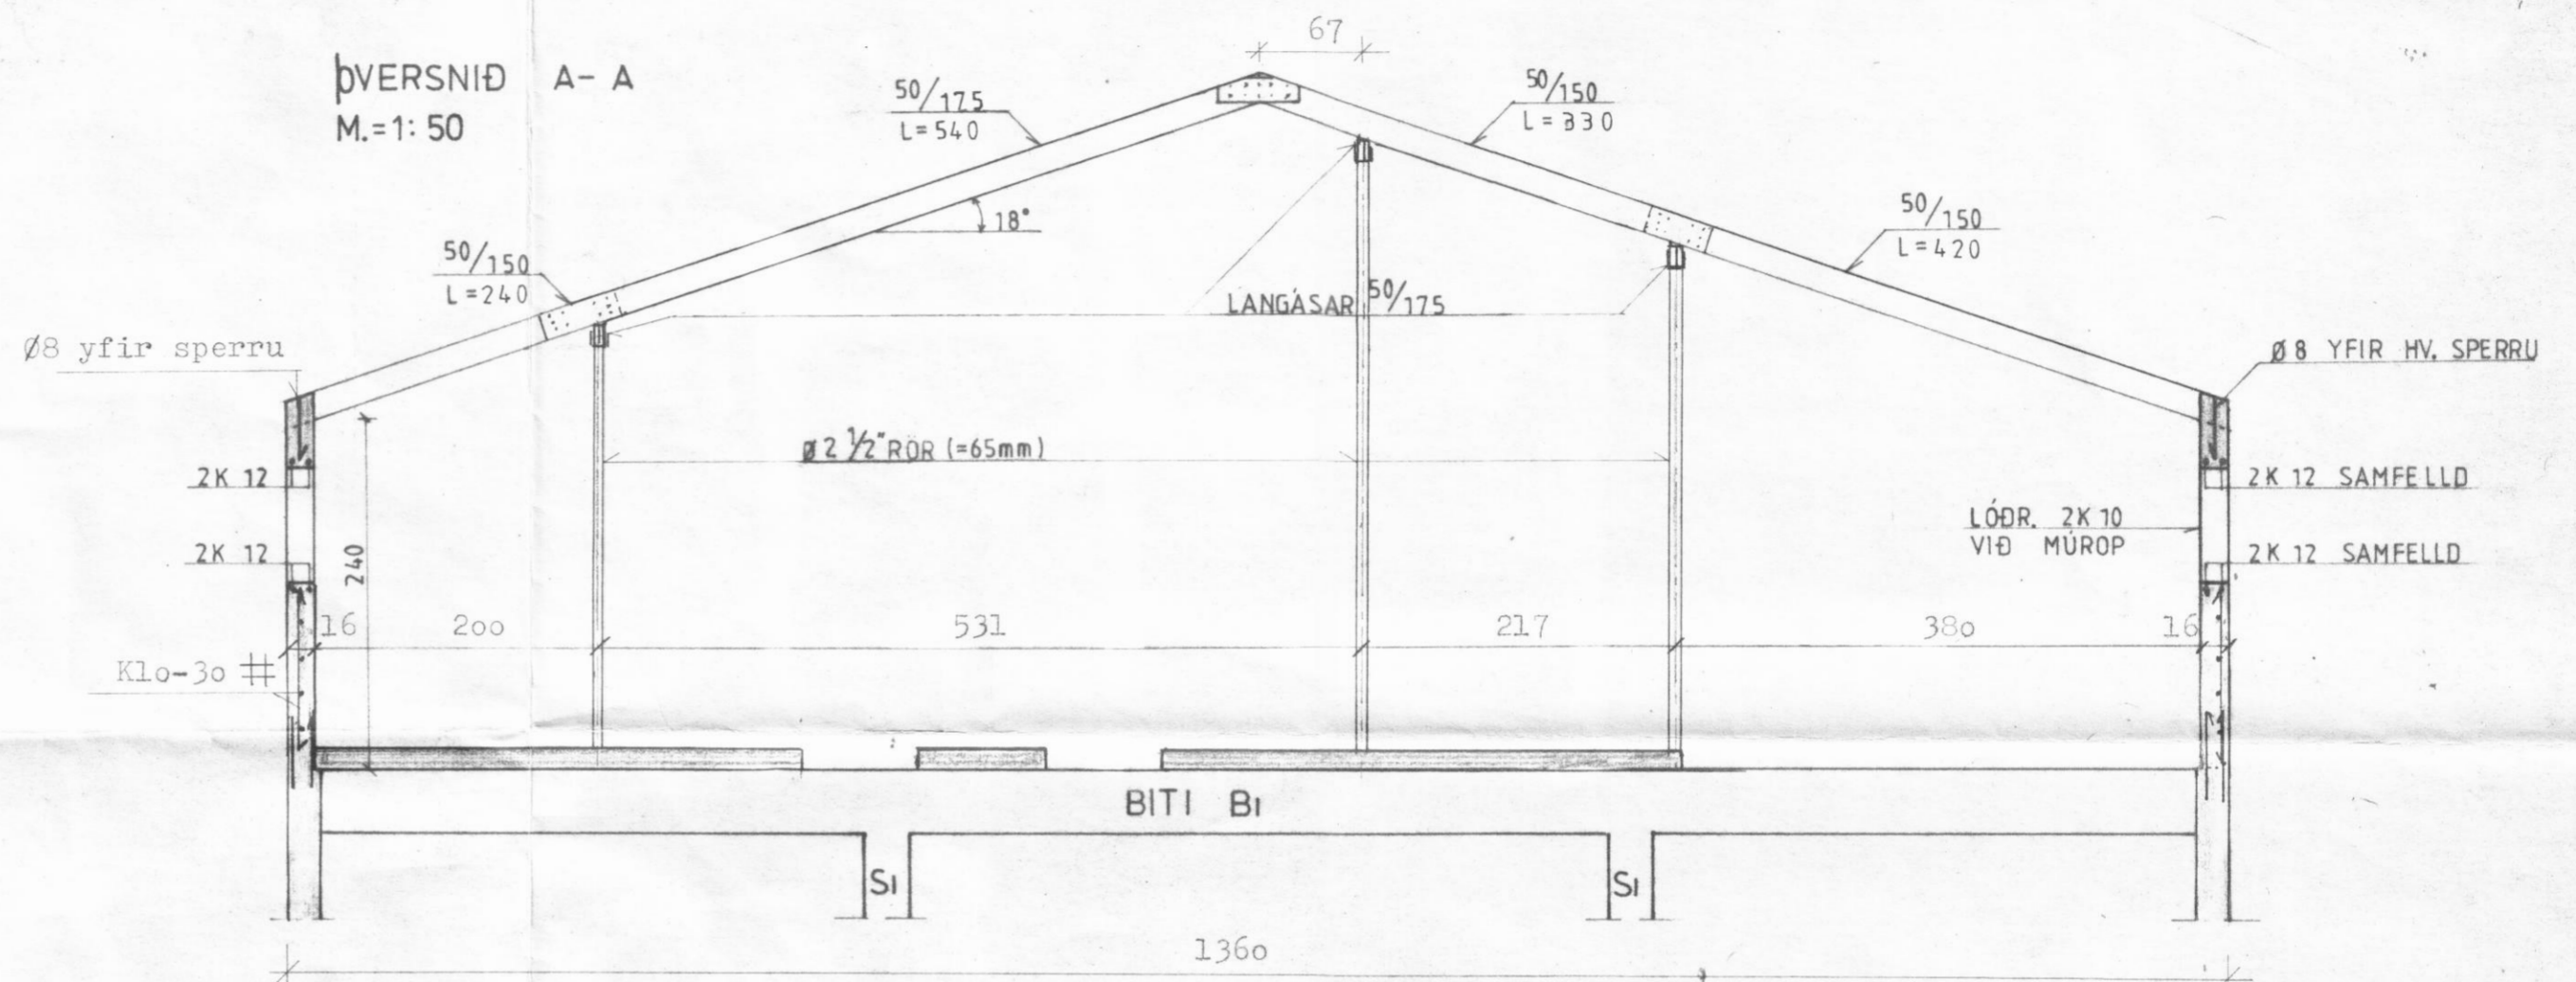 67
ÞVERSNIÐ A-A
M.=1:50
50/175
L=540
50/150
L=330
18°
50/150
L=420
50/150
L=240
LANGÁSAR 50/175
Ø8 yfir sperru
Ø8 YFIR HV. SPERRU
Ø2 1/2" RÖR (=65mm)
2K 12
2K 12 SAMFELLD
LÓÐR. 2K 10
VIÐ MÚROP
2K 12
2K 12 SAMFELLD
240
16 200 531 217 380 16
K10-30 #
BITI B1
S1 S1
1360